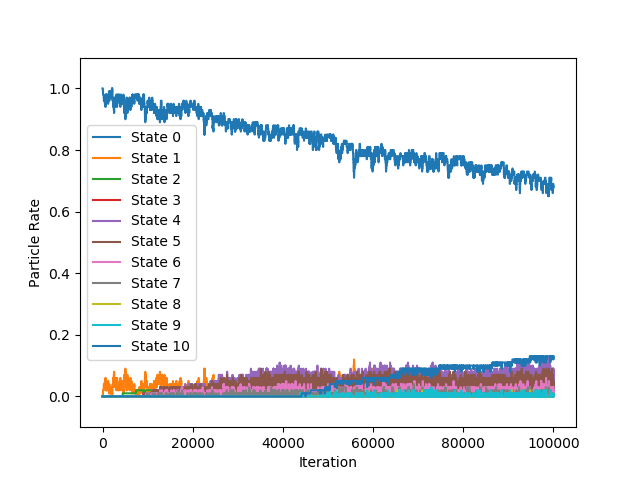 1.0
0.8
0.6
0.4
0.2
0.0
Particle Rate
State 0
State 1
State 2
State 3
State 4
State 5
State 6
State 7
State 8
State 9
State 10
0 20000 40000 60000 80000 100000
Iteration